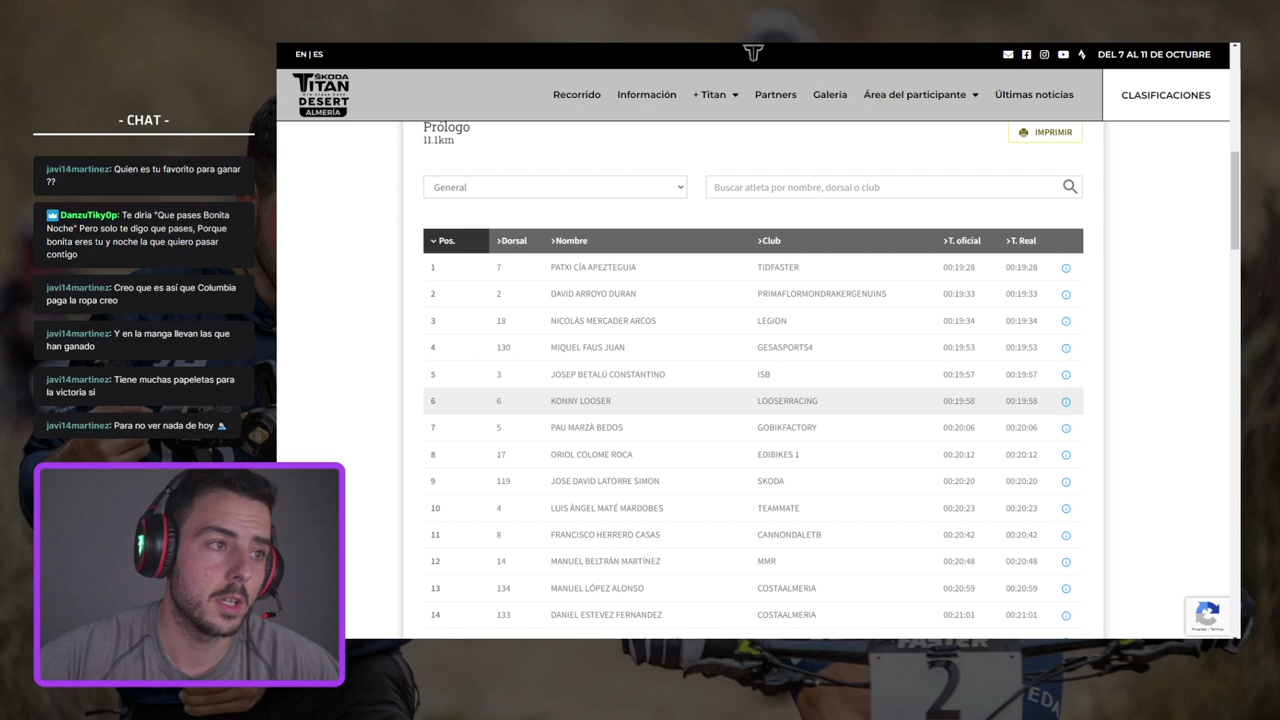 EN | ES
DEL 7 AL 11 DE OCTUBRE
ŠKODA
TITAN
DESERT
ALMERÍA
Recorrido
Información
+ Titan
Partners
Galería
Área del participante
Últimas noticias
CLASIFICACIONES
- CHAT -
javi14martinez: Quien es tu favorito para ganar
??
DanzuTiky0p: Te diria "Que pases Bonita
Noche" Pero solo te digo que pases, Porque
bonita eres tu y noche la que quiero pasar
contigo
javi14martinez: Creo que es así que Columbia
paga la ropa creo
javi14martinez: Y en la manga llevan las que
han ganado
javi14martinez: Tiene muchas papeletas para
la victoria si
javi14martinez: Para no ver nada de hoy
Prólogo
11.1km
IMPRIMIR
General
Buscar atleta por nombre, dorsal o club
Pos. Dorsal Nombre Club T. oficial T. Real
1 7 PATXI CÍA APEZTEGUIA TIDFASTER 00:19:28 00:19:28
2 2 DAVID ARROYO DURAN PRIMAFLORMONDRAKERGENUINS 00:19:33 00:19:33
3 18 NICOLÁS MERCADER ARCOS LEGION 00:19:34 00:19:34
4 130 MIQUEL FAUS JUAN GESASPORTS4 00:19:53 00:19:53
5 3 JOSEP BETALÚ CONSTANTINO ISB 00:19:57 00:19:57
6 6 KONNY LOOSER LOOSERRACING 00:19:58 00:19:58
7 5 PAU MARZÀ BEDOS GOBIKFACTORY 00:20:06 00:20:06
8 17 ORIOL COLOME ROCA EDIBIKES 1 00:20:12 00:20:12
9 119 JOSE DAVID LATORRE SIMON SKODA 00:20:20 00:20:20
10 4 LUIS ÁNGEL MATÉ MARDOBES TEAMMATE 00:20:23 00:20:23
11 8 FRANCISCO HERRERO CASAS CANNONDALETB 00:20:42 00:20:42
12 14 MANUEL BELTRÁN MARTÍNEZ MMR 00:20:48 00:20:48
13 134 MANUEL LÓPEZ ALONSO COSTAALMERIA 00:20:59 00:20:59
14 133 DANIEL ESTEVEZ FERNANDEZ COSTAALMERIA 00:21:01 00:21:01
FASTER
2
EDA